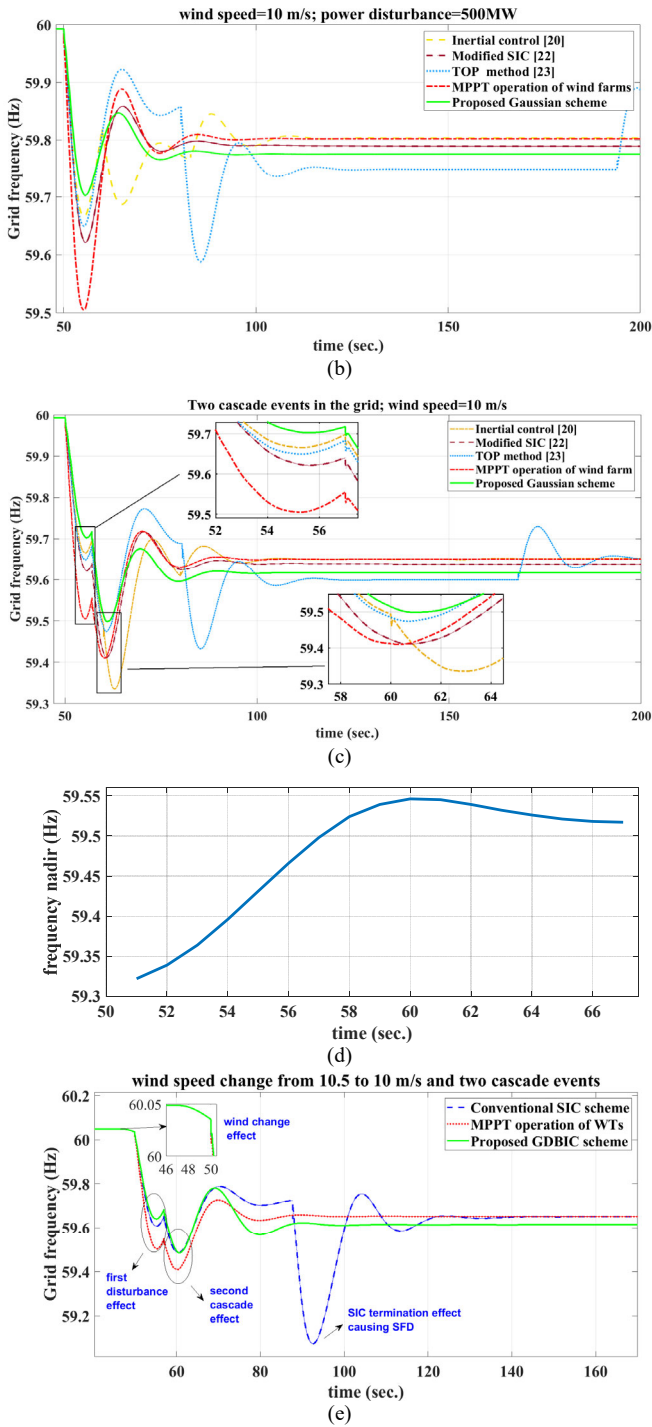 wind speed=10 m/s; power disturbance=500MW
60
59.9
59.8
59.7
59.6
59.5
Grid frequency (Hz)
Inertial control [20]
Modified SIC [22]
TOP method [23]
MPPT operation of wind farms
Proposed Gaussian scheme
50
100
150
200
time (sec.)
(b)
Two cascade events in the grid; wind speed=10 m/s
60
59.9
59.8
59.7
59.6
59.5
59.4
59.3
Grid frequency (Hz)
59.7
59.6
59.5
52
54
56
Inertial control [20]
Modified SIC [22]
TOP method [23]
MPPT operation of wind farm
Proposed Gaussian scheme
59.5
59.4
59.3
58
60
62
64
50
100
150
200
time (sec.)
(c)
59.55
59.5
59.45
59.4
59.35
59.3
frequency nadir (Hz)
52
54
56
58
60
62
64
66
time (sec.)
(d)
wind speed change from 10.5 to 10 m/s and two cascade events
60.2
60
59.8
59.6
59.4
59.2
Grid frequency (Hz)
60.05
60
46 48 50
wind change
effect
Conventional SIC scheme
MPPT operation of WTs
Proposed GDBIC scheme
first
disturbance
effect
second
cascade
effect
SIC termination effect
causing SFD
60
80
100
120
140
160
time (sec.)
(e)